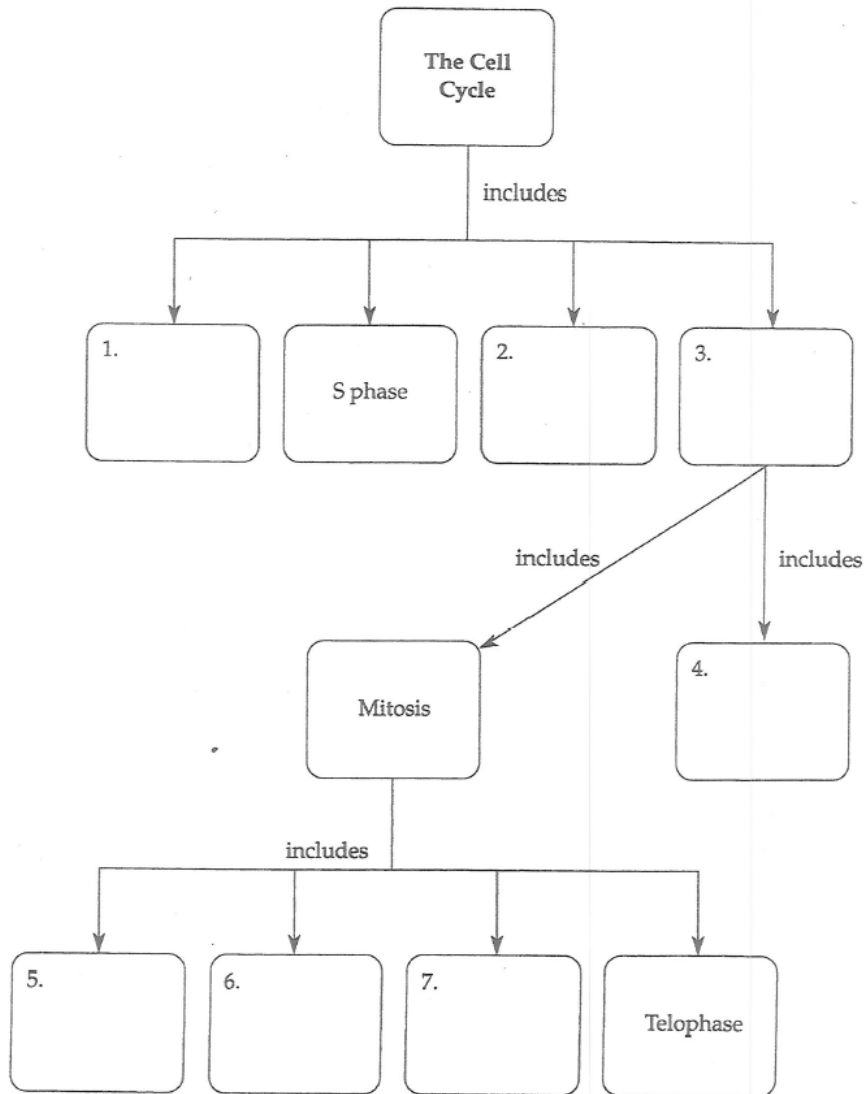 The Cell
Cycle
includes
1.
S phase
2.
3.
includes
includes
Mitosis
4.
includes
5.
6.
7.
Telophase